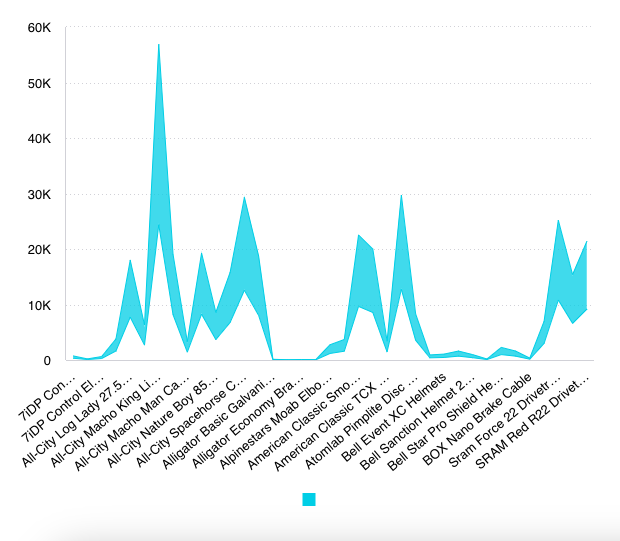 60K
50K
40K
30K
20K
10K
0
7iDP Con...
7iDP Control El...
All-City Log Lady 27.5...
All-City Macho King Li...
All-City Macho Man Ca...
All-City Nature Boy 85...
All-City Spacehorse C...
Alligator Basic Galvani...
Alligator Economy Bra...
Alpinestars Moab Elbo...
American Classic Smo...
American Classic TCX ...
Atomlab Pimplite Disc ...
Bell Event XC Helmets
Bell Sanction Helmet 2...
Bell Star Pro Shield He...
BOX Nano Brake Cable
Sram Force 22 Drivetr...
SRAM Red R22 Drivet...